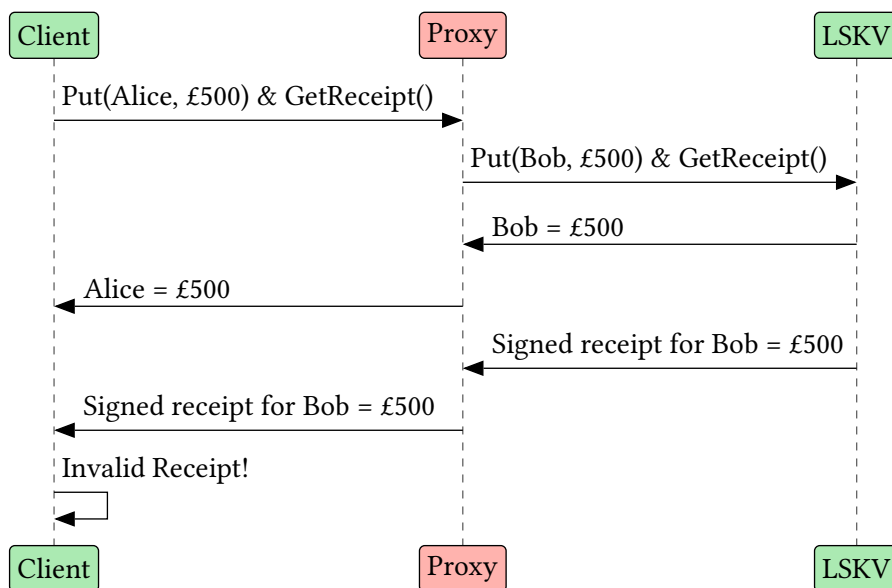 Client
Proxy
LSKV
Put(Alice, £500) & GetReceipt()
Put(Bob, £500) & GetReceipt()
Bob = £500
Alice = £500
Signed receipt for Bob = £500
Signed receipt for Bob = £500
Invalid Receipt!
Client
Proxy
LSKV